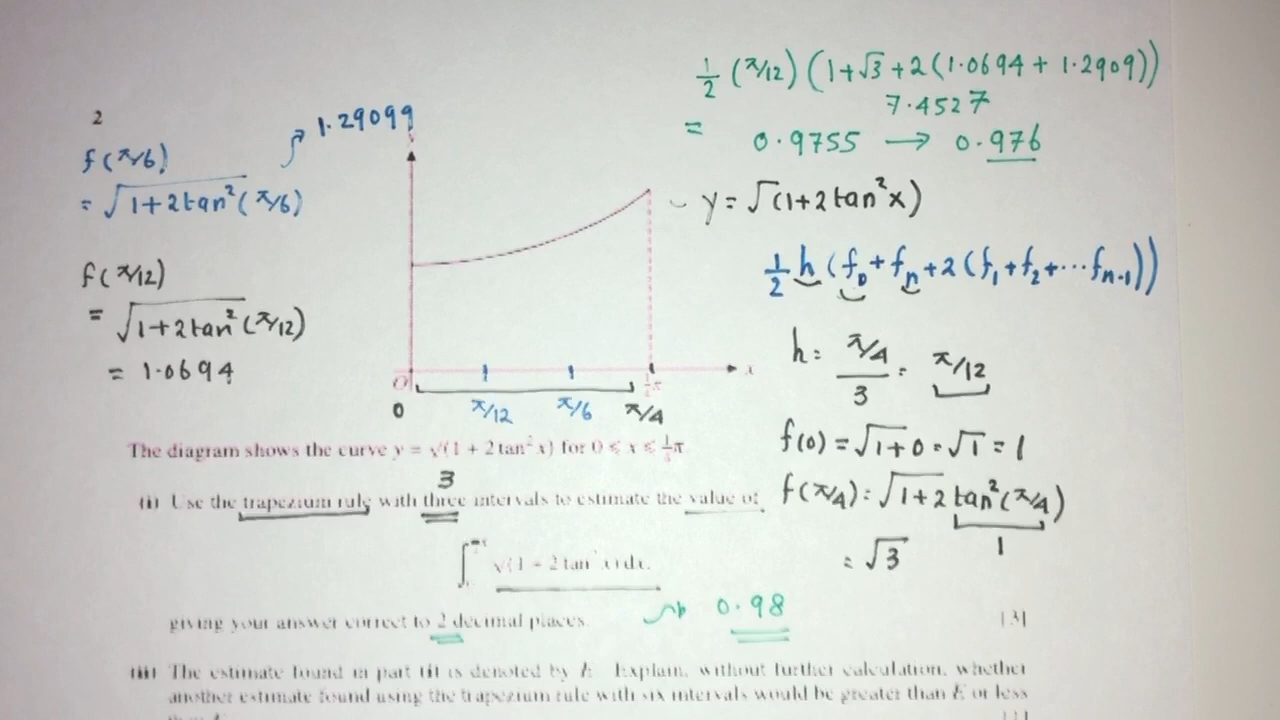 ½ (π/12) (1+√3+2(1.0694 + 1.2909))
7.4527
= 0.9755 → 0.976
2
1.29099
f(π/6)
= √1+2tan²(π/6)
y = √(1+2tan²x)
f(π/12)
= √1+2tan²(π/12)
= 1.0694
½h(f₀+fₙ+2(f₁+f₂+···fₙ₋₁))
h = π/4 / 3 = π/12
O x ¼π
0 π/12 π/6 π/4
f(0) = √1+0 = √1 = 1
The diagram shows the curve y = √(1 + 2 tan² x) for 0 ⩽ x ⩽ ¼π
3
(i) Use the trapezium rule with three intervals to estimate the value of
f(π/4) = √1+2tan²(π/4)
1
= √3
giving your answer correct to 2 decimal places.
0.98
[3]
(ii) The estimate found in part (i) is denoted by E. Explain, without further calculation, whether
another estimate found using the trapezium rule with six intervals would be greater than E or less